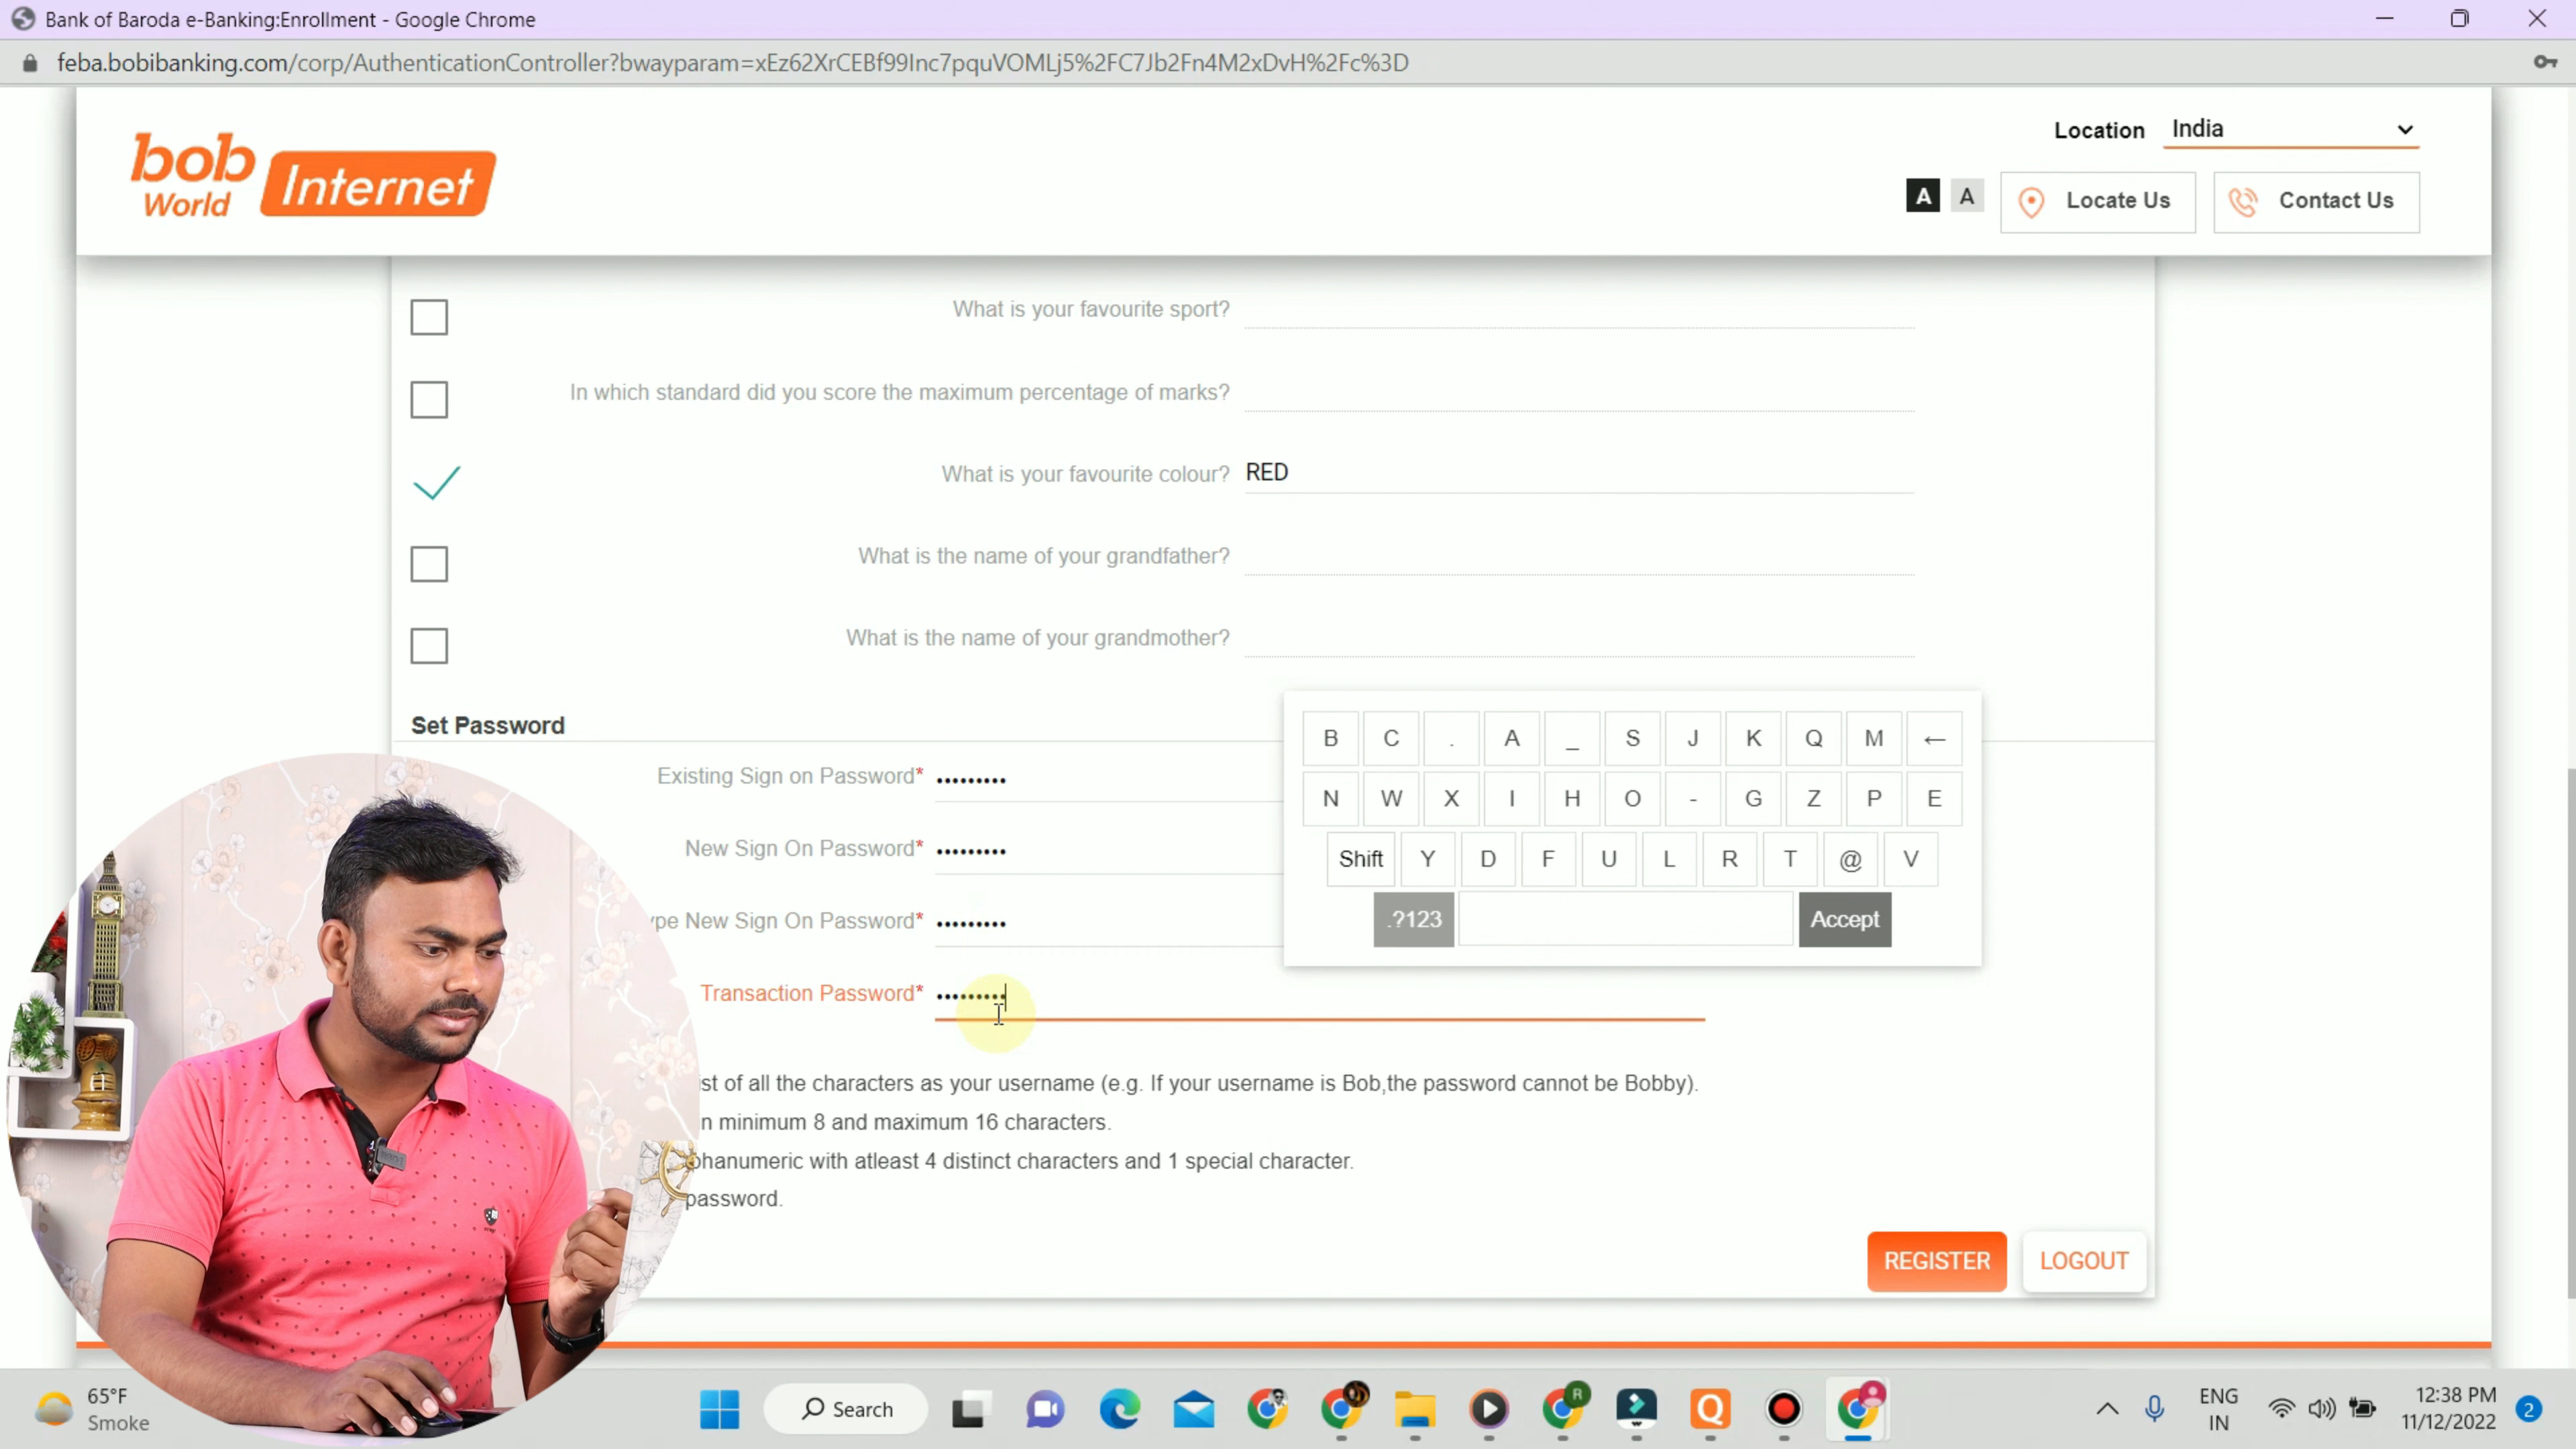 Bank of Baroda e-Banking:Enrollment - Google Chrome
feba.bobibanking.com/corp/AuthenticationController?bwayparam=xEz62XrCEBf99Inc7pquVOMLj5%2FC7Jb2Fn4M2xDvH%2Fc%3D
bob World Internet
Location India
A A Locate Us Contact Us
What is your favourite sport?
In which standard did you score the maximum percentage of marks?
What is your favourite colour? RED
What is the name of your grandfather?
What is the name of your grandmother?
Set Password
Existing Sign on Password* •••••••••
New Sign On Password* •••••••••
ype New Sign On Password* •••••••••
Transaction Password* •••••••••
B C . A _ S J K Q M ←
N W X I H O - G Z P E
Shift Y D F U L R T @ V
.?123 Accept
st of all the characters as your username (e.g. If your username is Bob,the password cannot be Bobby).
n minimum 8 and maximum 16 characters.
phanumeric with atleast 4 distinct characters and 1 special character.
password.
REGISTER LOGOUT
65°F
Smoke
Search
R
Q
ENG
IN
12:38 PM
11/12/2022
2